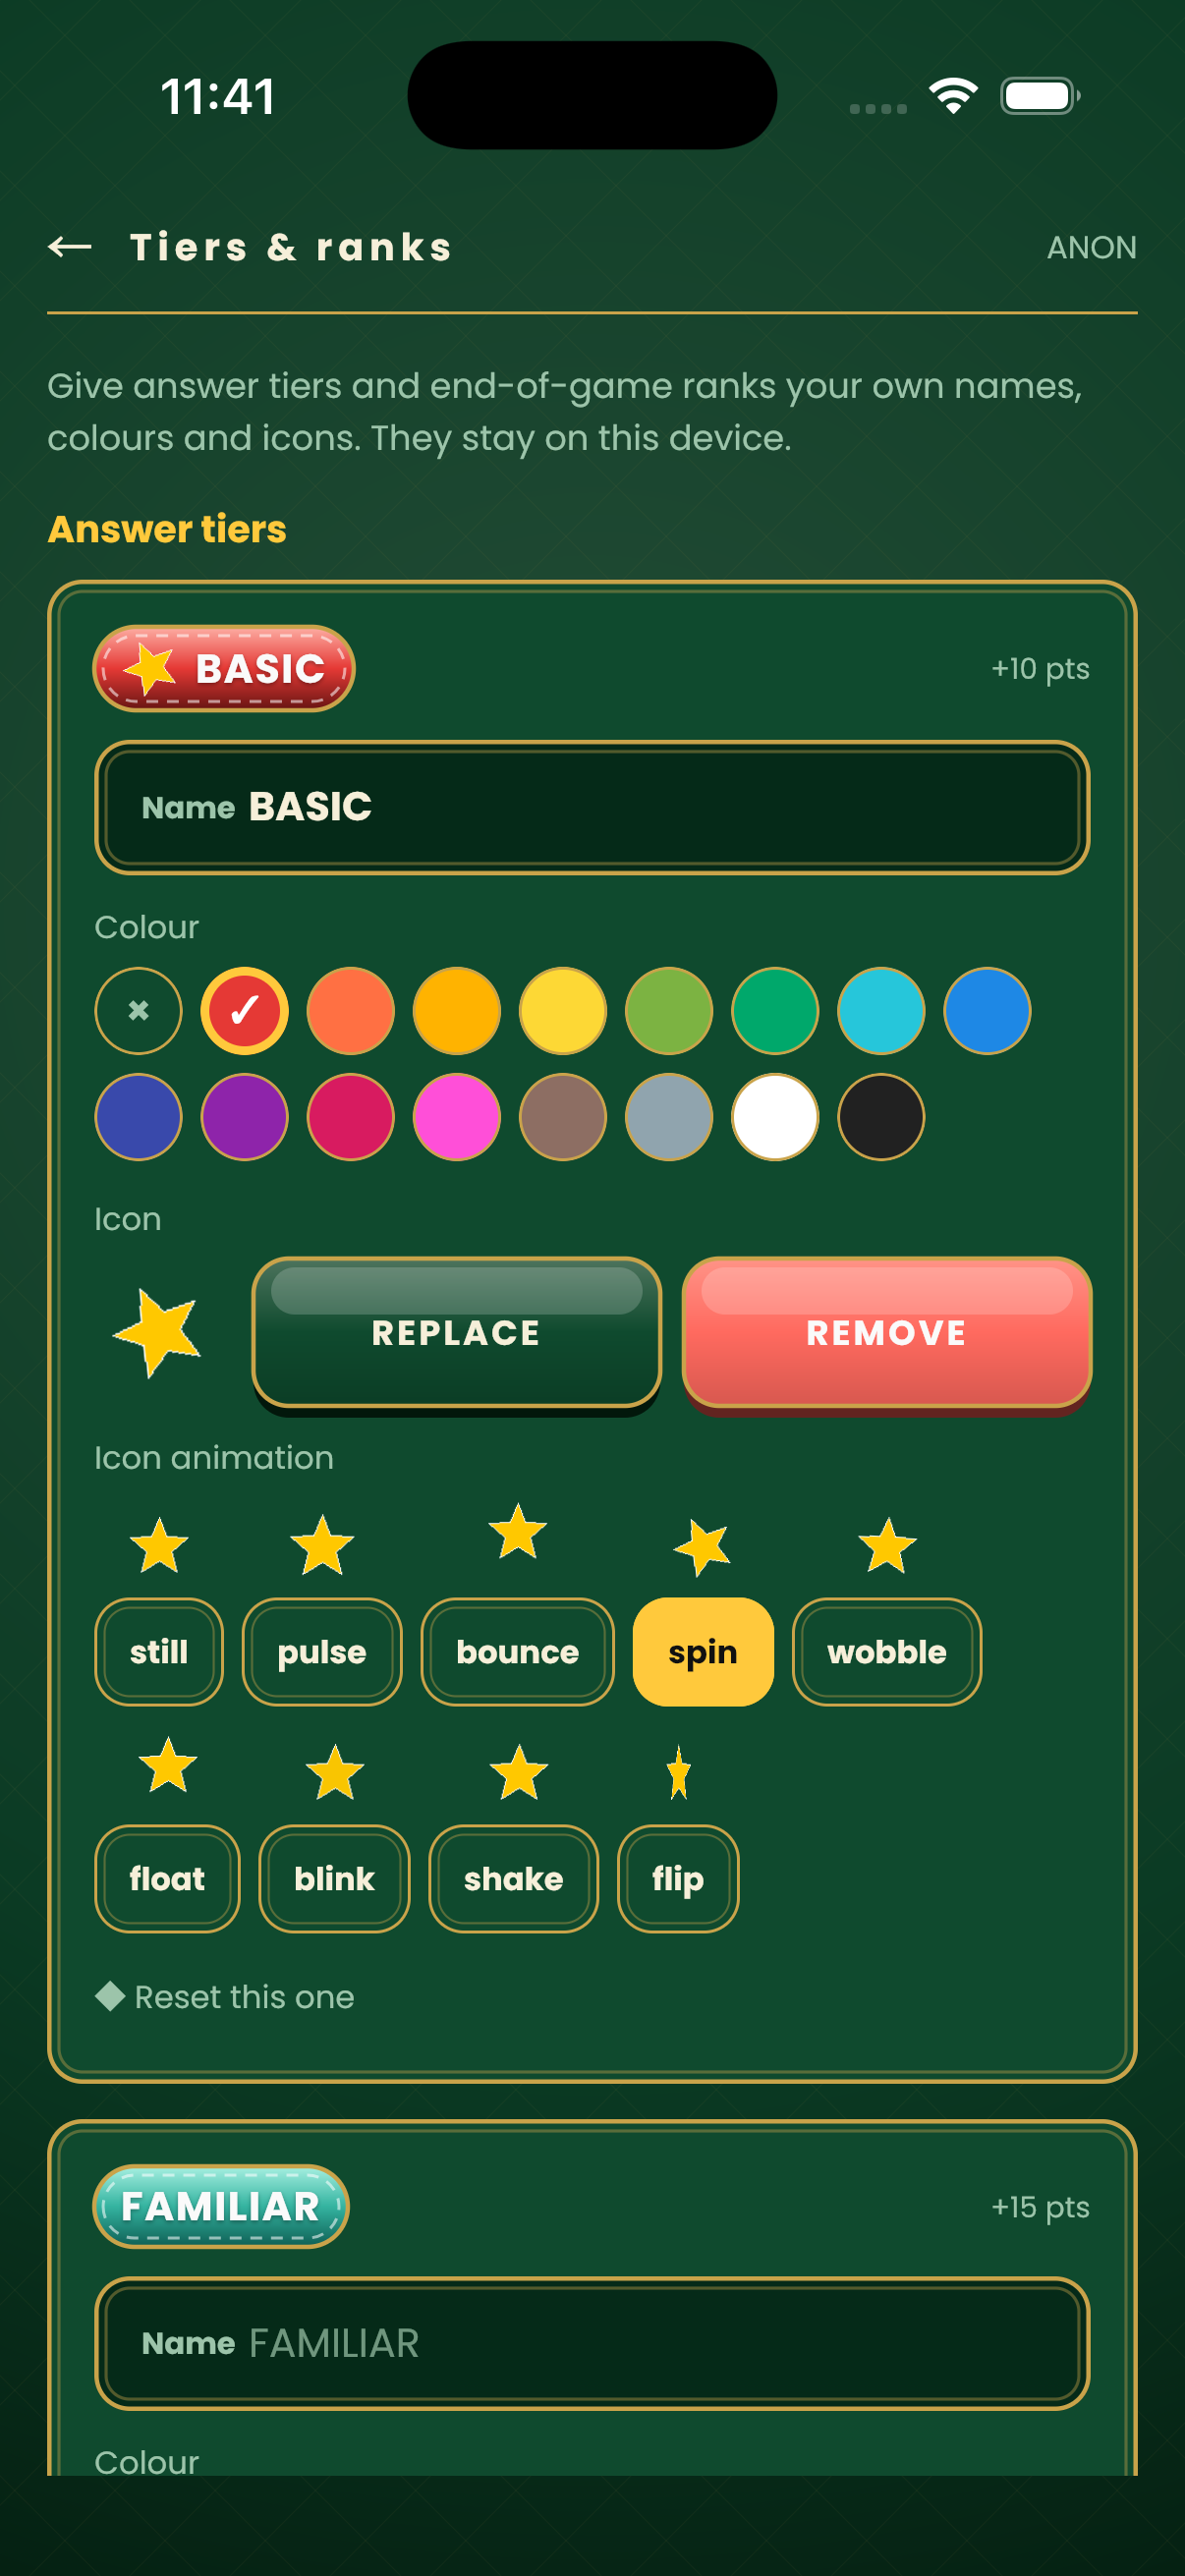 11:41
← Tiers & ranks ANON
Give answer tiers and end-of-game ranks your own names,
colours and icons. They stay on this device.
Answer tiers
BASIC +10 pts
Name BASIC
Colour
Icon
REPLACE REMOVE
Icon animation
still pulse bounce spin wobble
float blink shake flip
◆ Reset this one
FAMILIAR +15 pts
Name FAMILIAR
Colour